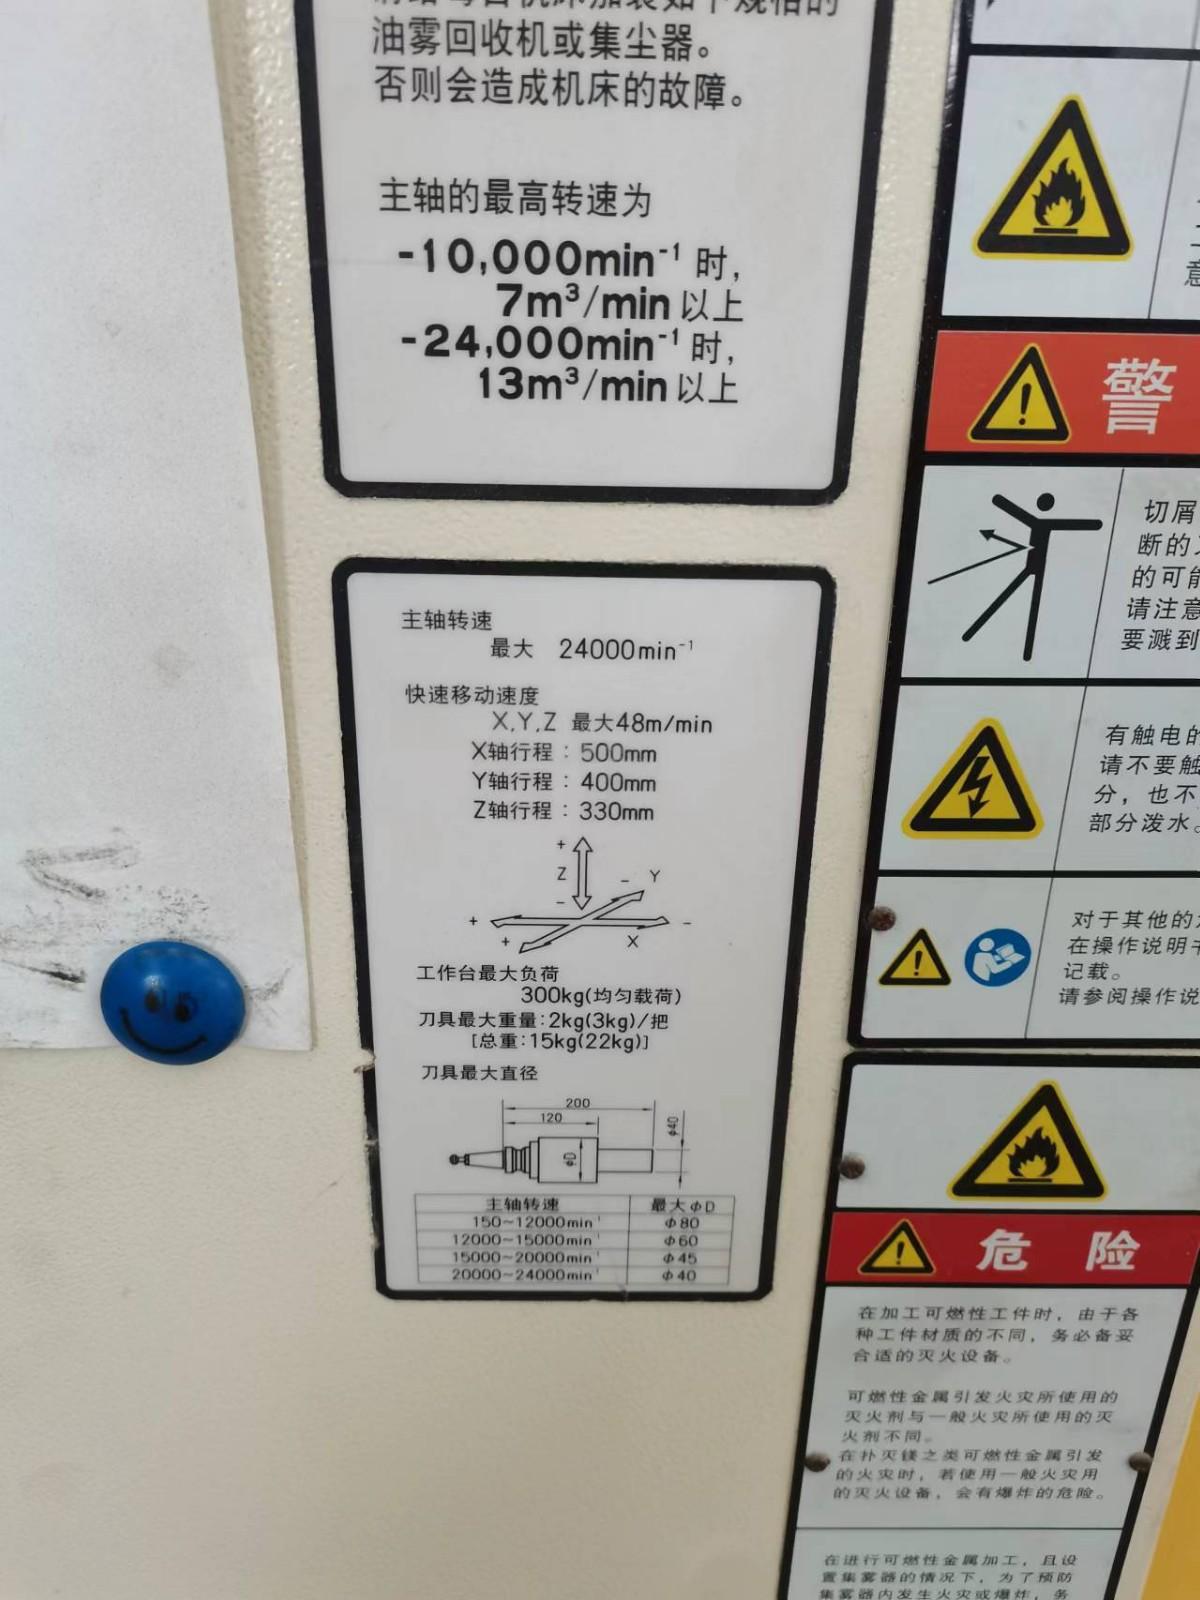 油雾回收机或集尘器。
否则会造成机床的故障。
主轴的最高转速为
-10,000min⁻¹ 时,
7m³/min 以上
-24,000min⁻¹ 时,
13m³/min 以上
主轴转速
最大 24000min⁻¹
快速移动速度
X,Y,Z 最大48m/min
X轴行程：500mm
Y轴行程：400mm
Z轴行程：330mm
+
Z
-
- Y
+ -
+ X
工作台最大负荷
300kg(均匀载荷)
刀具最大重量:2kg(3kg)/把
[总重:15kg(22kg)]
刀具最大直径
200
120
φ40
φD
主轴转速 最大φD
150~12000min⁻¹ φ80
12000~15000min⁻¹ φ60
15000~20000min⁻¹ φ45
20000~24000min⁻¹ φ40
意
警
切屑
断的
的可能
请注意
要溅到
有触电的
请不要触
分，也不
部分泼水。
对于其他的
在操作说明书
记载。
请参阅操作说
危 险
在加工可燃性工件时，由于各
种工件材质的不同，务必备妥
合适的灭火设备。
可燃性金属引发火灾所使用的
灭火剂与一般火灾所使用的灭
火剂不同。
在扑灭镁之类可燃性金属引发
的火灾时，若使用一般火灾用
的灭火设备，会有爆炸的危险。
在进行可燃性金属加工，且设
置集雾器的情况下，为了预防
集雾器内发生火灾或爆炸，务